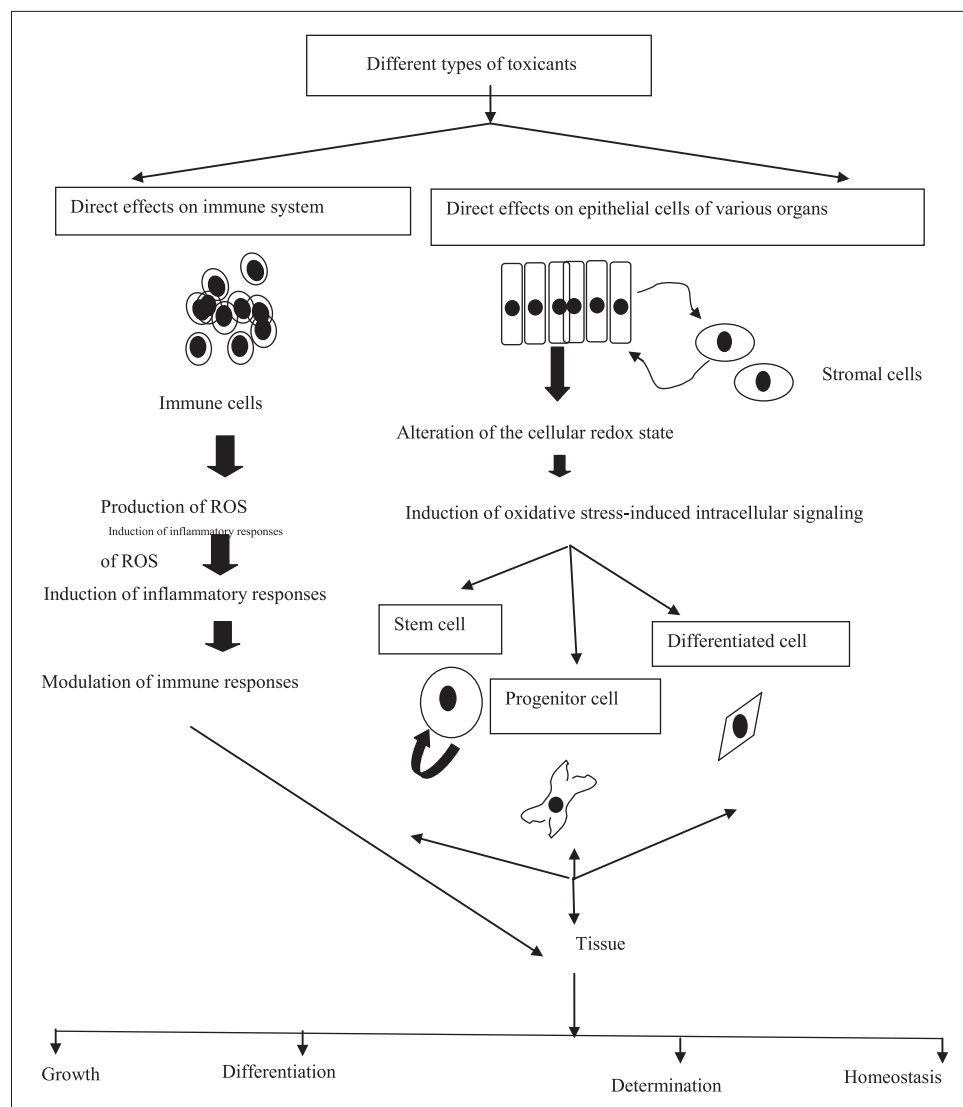 Different types of toxicants
Direct effects on immune system
Direct effects on epithelial cells of various organs
Stromal cells
Immune cells
Alteration of the cellular redox state
Production of ROS
Induction of inflammatory responses
of ROS
Induction of oxidative stress-induced intracellular signaling
Induction of inflammatory responses
Stem cell
Differentiated cell
Modulation of immune responses
Progenitor cell
Tissue
Growth
Differentiation
Determination
Homeostasis